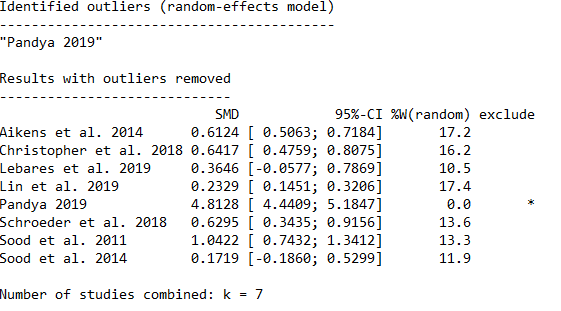 Identified outliers (random-effects model)
------------------------------------------
"Pandya 2019"

Results with outliers removed
-----------------------------
                           SMD            95%-CI %W(random) exclude
Aikens et al. 2014      0.6124 [ 0.5063; 0.7184]       17.2
Christopher et al. 2018 0.6417 [ 0.4759; 0.8075]       16.2
Lebares et al. 2019     0.3646 [-0.0577; 0.7869]       10.5
Lin et al. 2019         0.2329 [ 0.1451; 0.3206]       17.4
Pandya 2019             4.8128 [ 4.4409; 5.1847]        0.0       *
Schroeder et al. 2018   0.6295 [ 0.3435; 0.9156]       13.6
Sood et al. 2011        1.0422 [ 0.7432; 1.3412]       13.3
Sood et al. 2014        0.1719 [-0.1860; 0.5299]       11.9

Number of studies combined: k = 7